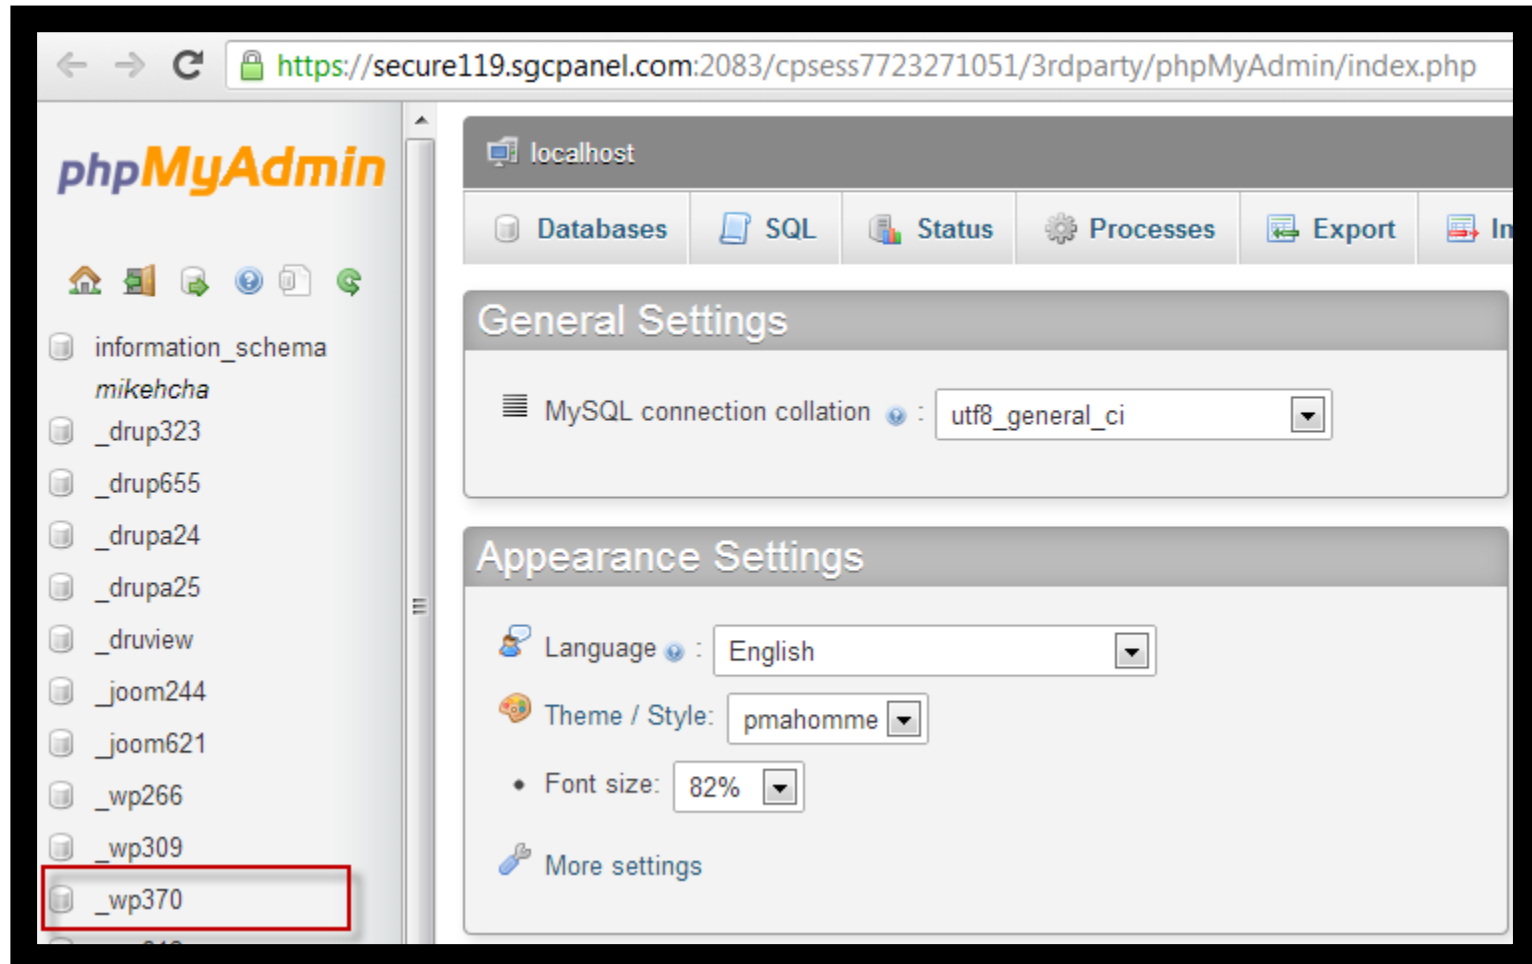 https://secure119.sgcpanel.com:2083/cpsess7723271051/3rdparty/phpMyAdmin/index.php
phpMyAdmin
information_schema
mikehcha
_drup323
_drup655
_drupa24
_drupa25
_druview
_joom244
_joom621
_wp266
_wp309
_wp370
localhost
Databases SQL Status Processes Export
General Settings
MySQL connection collation : utf8_general_ci
Appearance Settings
Language : English
Theme / Style: pmahomme
Font size: 82%
More settings